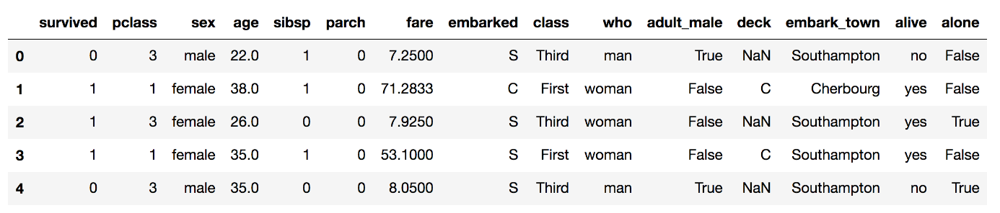 survived pclass sex age sibsp parch fare embarked class who adult_male deck embark_town alive alone
0 0 3 male 22.0 1 0 7.2500 S Third man True NaN Southampton no False
1 1 1 female 38.0 1 0 71.2833 C First woman False C Cherbourg yes False
2 1 3 female 26.0 0 0 7.9250 S Third woman False NaN Southampton yes True
3 1 1 female 35.0 1 0 53.1000 S First woman False C Southampton yes False
4 0 3 male 35.0 0 0 8.0500 S Third man True NaN Southampton no True